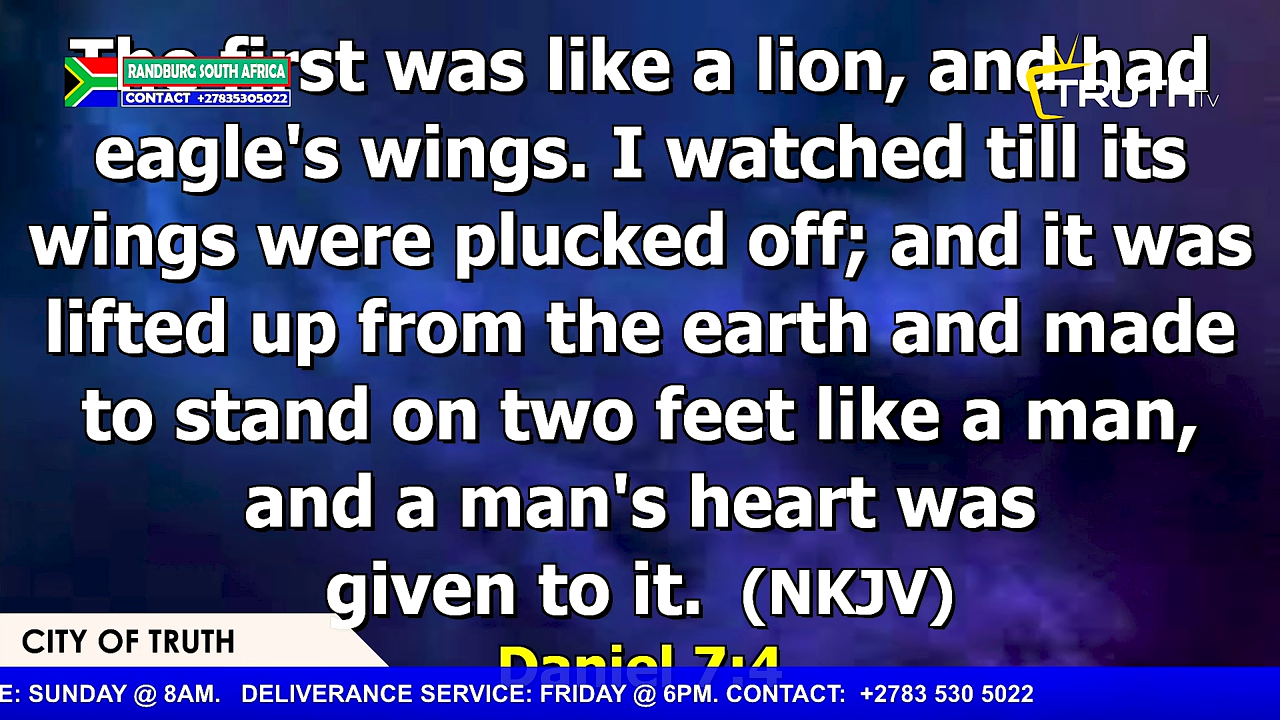 The first was like a lion, and had
RANDBURG SOUTH AFRICA
CONTACT +27835305022
TRUTH TV
eagle's wings. I watched till its
wings were plucked off; and it was
lifted up from the earth and made
to stand on two feet like a man,
and a man's heart was
given to it. (NKJV)
CITY OF TRUTH
Daniel 7:4
E: SUNDAY @ 8AM. DELIVERANCE SERVICE: FRIDAY @ 6PM. CONTACT: +2783 530 5022